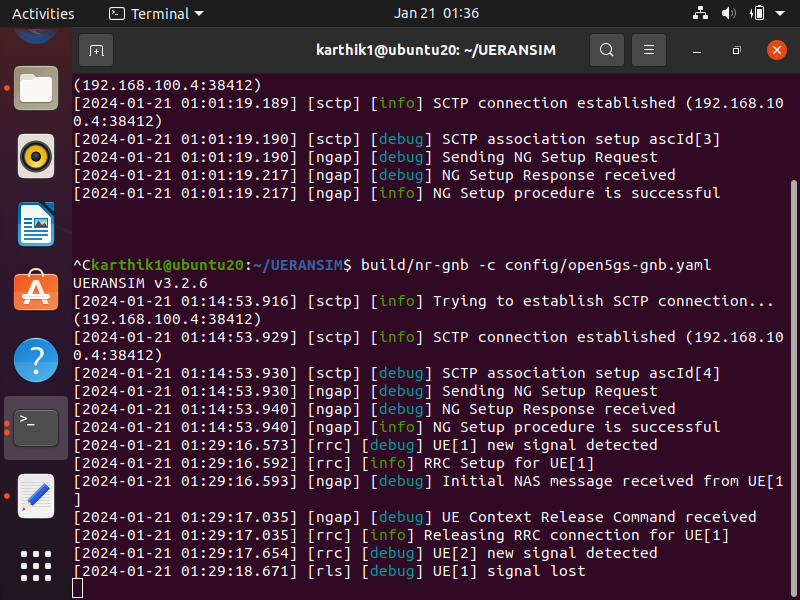 Activities Terminal Jan 21 01:36
karthik1@ubuntu20: ~/UERANSIM
(192.168.100.4:38412)
[2024-01-21 01:01:19.189] [sctp] [info] SCTP connection established (192.168.10
0.4:38412)
[2024-01-21 01:01:19.190] [sctp] [debug] SCTP association setup ascId[3]
[2024-01-21 01:01:19.190] [ngap] [debug] Sending NG Setup Request
[2024-01-21 01:01:19.217] [ngap] [debug] NG Setup Response received
[2024-01-21 01:01:19.217] [ngap] [info] NG Setup procedure is successful
^Ckarthik1@ubuntu20:~/UERANSIM$ build/nr-gnb -c config/open5gs-gnb.yaml
UERANSIM v3.2.6
[2024-01-21 01:14:53.916] [sctp] [info] Trying to establish SCTP connection...
(192.168.100.4:38412)
[2024-01-21 01:14:53.929] [sctp] [info] SCTP connection established (192.168.10
0.4:38412)
[2024-01-21 01:14:53.930] [sctp] [debug] SCTP association setup ascId[4]
[2024-01-21 01:14:53.930] [ngap] [debug] Sending NG Setup Request
[2024-01-21 01:14:53.940] [ngap] [debug] NG Setup Response received
[2024-01-21 01:14:53.940] [ngap] [info] NG Setup procedure is successful
[2024-01-21 01:29:16.573] [rrc] [debug] UE[1] new signal detected
[2024-01-21 01:29:16.592] [rrc] [info] RRC Setup for UE[1]
[2024-01-21 01:29:16.593] [ngap] [debug] Initial NAS message received from UE[1
]
[2024-01-21 01:29:17.035] [ngap] [debug] UE Context Release Command received
[2024-01-21 01:29:17.035] [rrc] [info] Releasing RRC connection for UE[1]
[2024-01-21 01:29:17.654] [rrc] [debug] UE[2] new signal detected
[2024-01-21 01:29:18.671] [rls] [debug] UE[1] signal lost